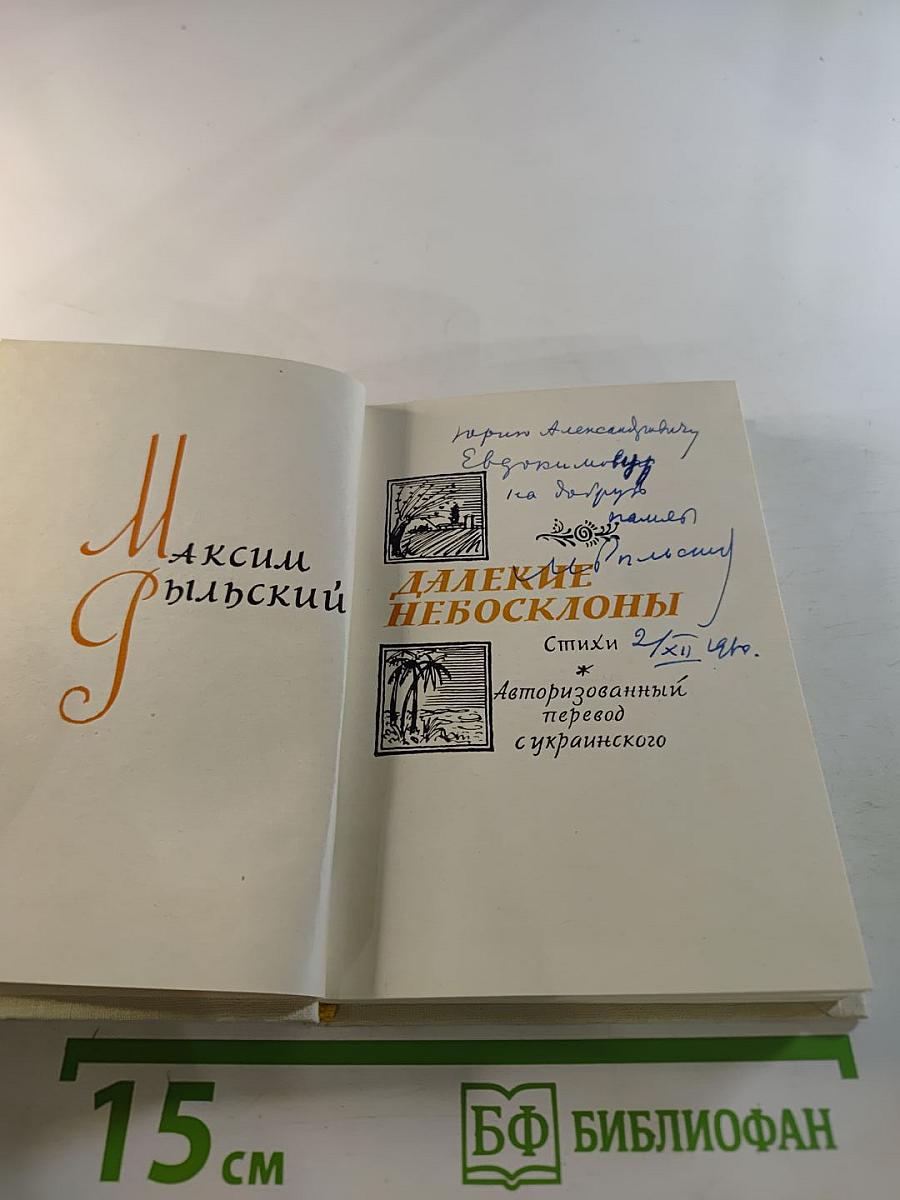 Максим
Рыльский
Юрию Александровичу
Евдокимову
на добрую
память
М. Рыльский
ДАЛЕКИЕ
НЕБОСКЛОНЫ
Стихи
2/XII 1960.
*
Авторизованный
перевод
с украинского
15 см
БФ БИБЛИОФАН